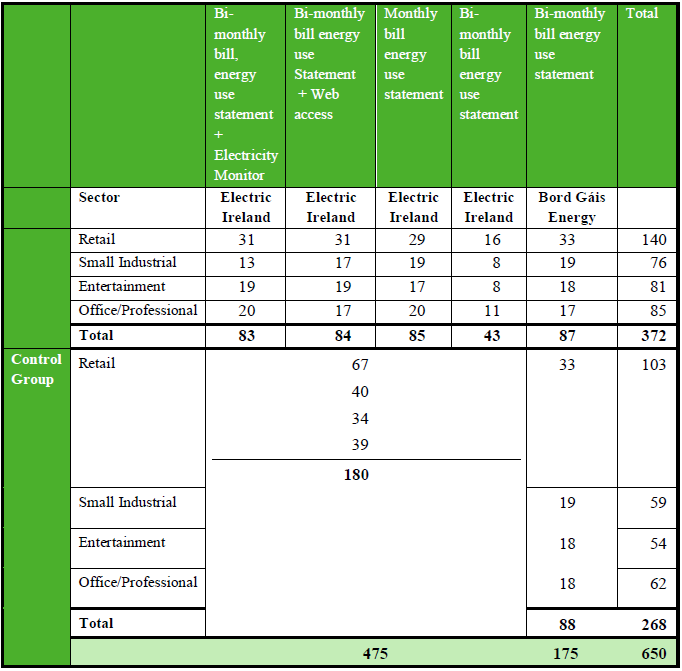 Bi-monthly bill, energy use statement + Electricity Monitor
Bi-monthly bill energy use Statement + Web access
Monthly bill energy use statement
Bi-monthly bill energy use statement
Bi-monthly bill energy use statement
Total
Sector Electric Ireland Electric Ireland Electric Ireland Electric Ireland Bord Gáis Energy
Retail 31 31 29 16 33 140
Small Industrial 13 17 19 8 19 76
Entertainment 19 19 17 8 18 81
Office/Professional 20 17 20 11 17 85
Total 83 84 85 43 87 372
Control Group
Retail 67 33 103
40
34
39
180
Small Industrial 19 59
Entertainment 18 54
Office/Professional 18 62
Total 88 268
475 175 650